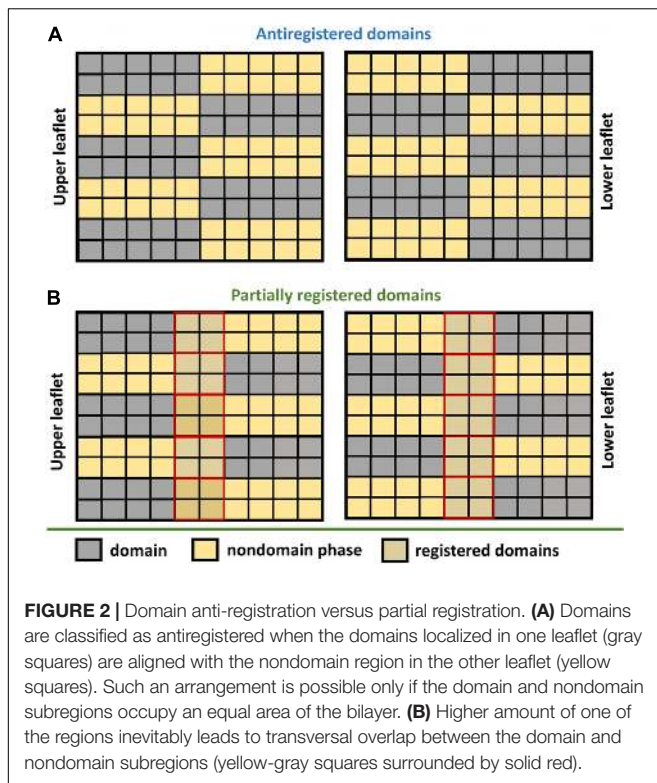 A
Antiregistered domains
Upper leaflet
Lower leaflet
B
Partially registered domains
Upper leaflet
Lower leaflet
domain
nondomain phase
registered domains
FIGURE 2 | Domain anti-registration versus partial registration. (A) Domains
are classified as antiregistered when the domains localized in one leaflet (gray
squares) are aligned with the nondomain region in the other leaflet (yellow
squares). Such an arrangement is possible only if the domain and nondomain
subregions occupy an equal area of the bilayer. (B) Higher amount of one of
the regions inevitably leads to transversal overlap between the domain and
nondomain subregions (yellow-gray squares surrounded by solid red).